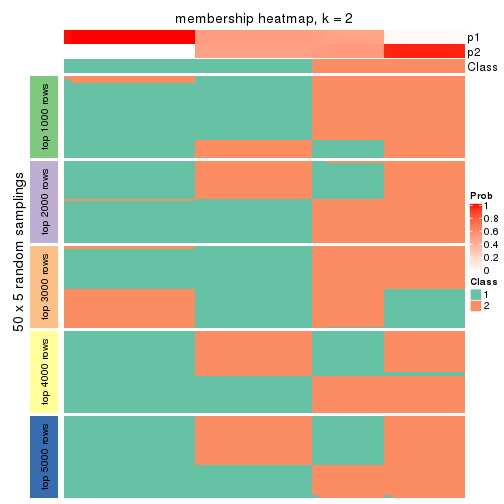 membership heatmap, k = 2
p1
p2
Class
50 x 5 random samplings
top 1000 rows
top 2000 rows
top 3000 rows
top 4000 rows
top 5000 rows
Prob
1
0.8
0.6
0.4
0.2
0
Class
1
2